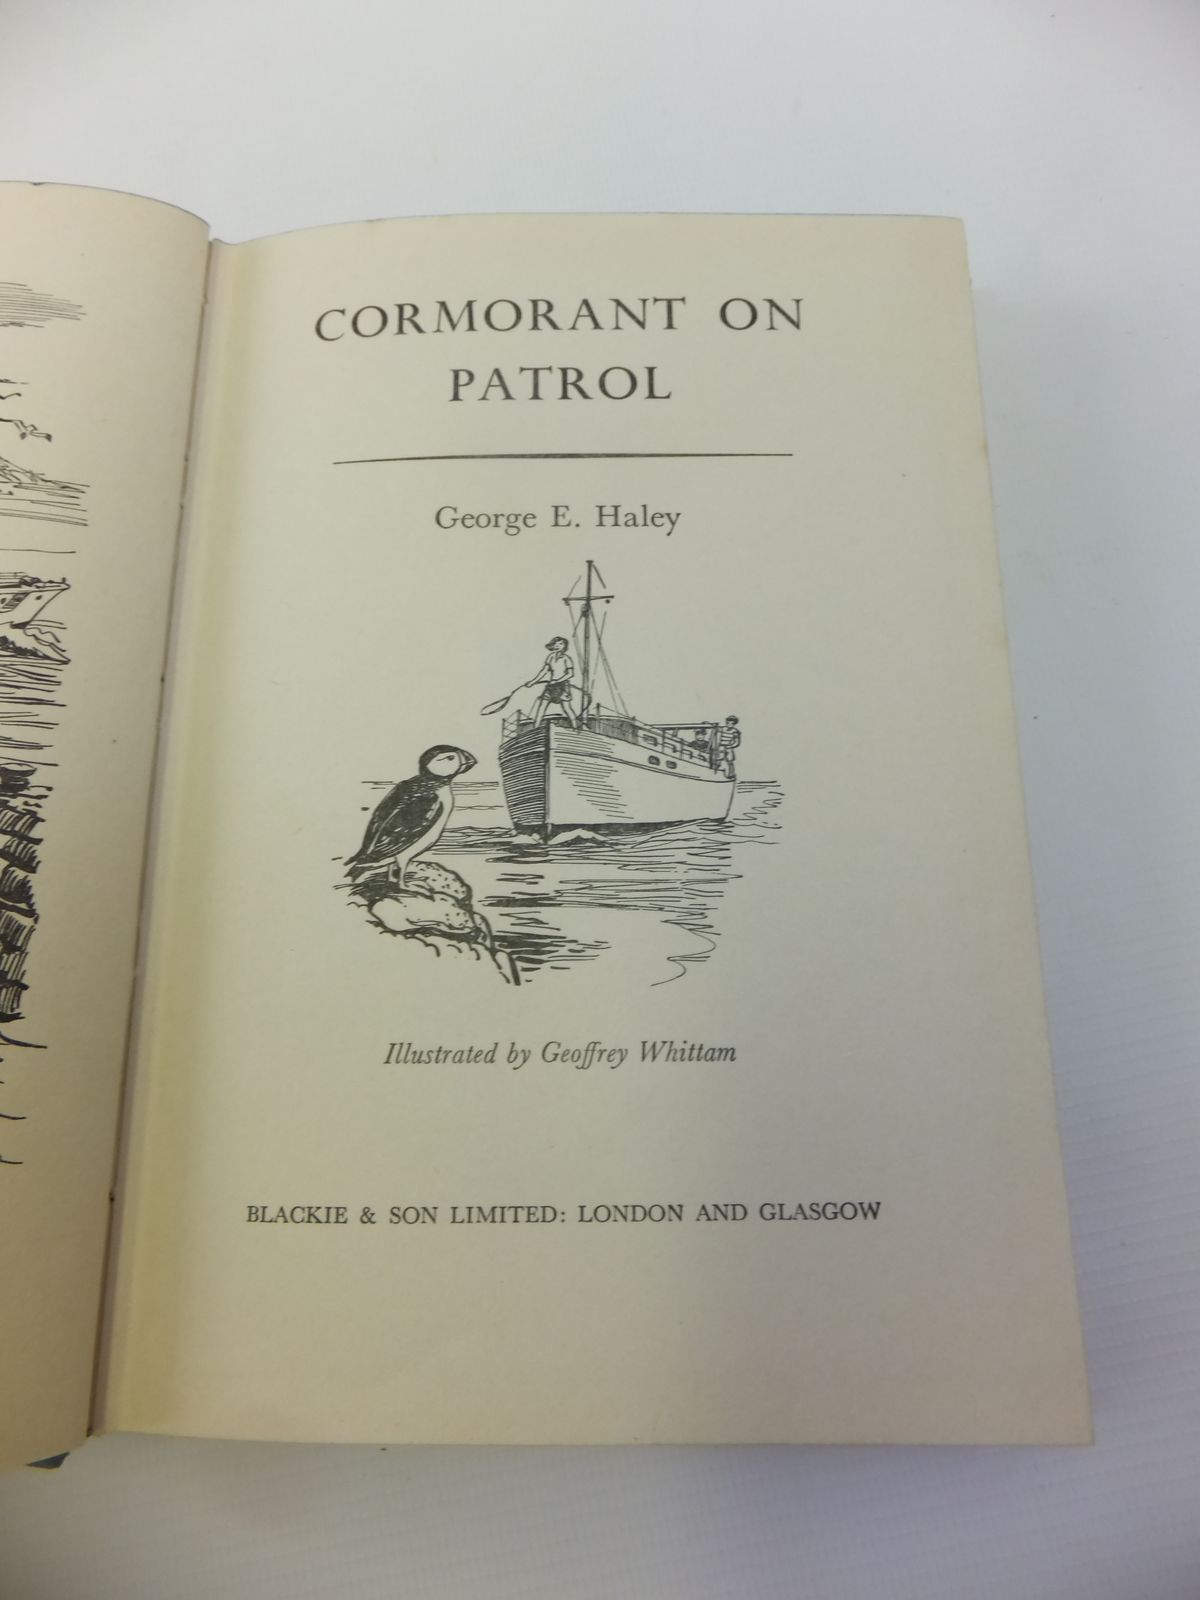 CORMORANT ON
PATROL
George E. Haley
Illustrated by Geoffrey Whittam
BLACKIE & SON LIMITED: LONDON AND GLASGOW